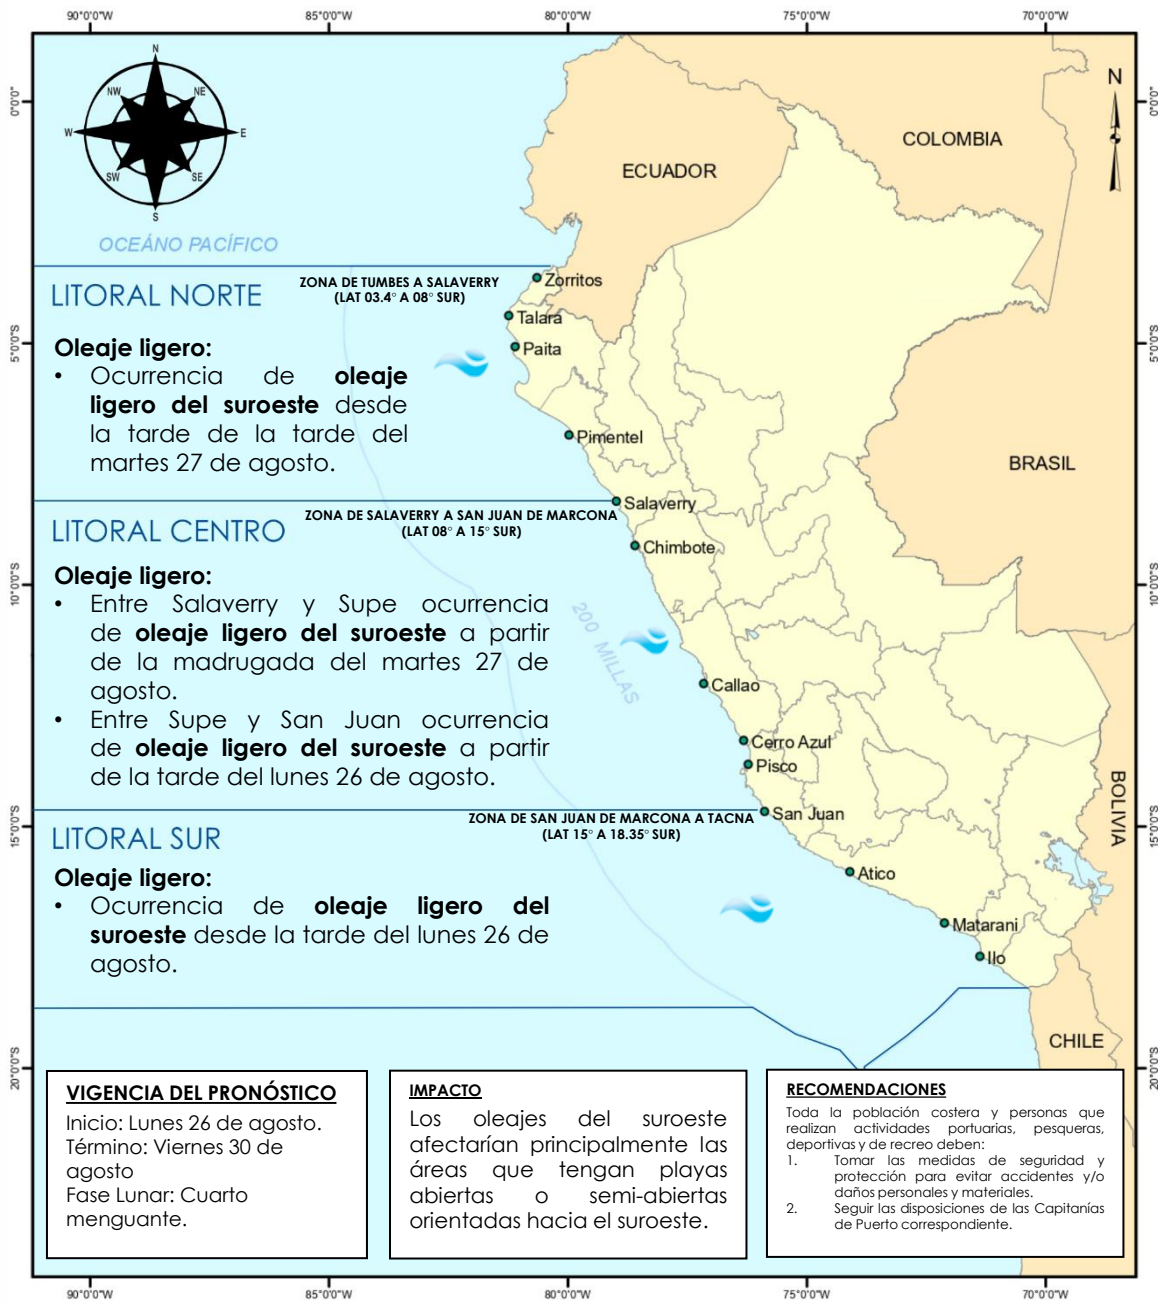 90°0'0"W
85°0'0"W
80°0'0"W
75°0'0"W
70°0'0"W
N
NW
NE
W
E
SW
SE
S
N
0°0'0"
0°0'0"
COLOMBIA
ECUADOR
OCEÁNO PACÍFICO
LITORAL NORTE
ZONA DE TUMBES A SALAVERRY
(LAT 03.4° A 08° SUR)
Zorritos
Talara
Paita
5°0'0"S
5°0'0"S
Oleaje ligero:
• Ocurrencia de oleaje
ligero del suroeste desde
la tarde de la tarde del
martes 27 de agosto.
Pimentel
BRASIL
Salaverry
LITORAL CENTRO
ZONA DE SALAVERRY A SAN JUAN DE MARCONA
(LAT 08° A 15° SUR)
Chimbote
10°0'0"S
10°0'0"S
Oleaje ligero:
• Entre Salaverry y Supe ocurrencia
de oleaje ligero del suroeste a partir
de la madrugada del martes 27 de
agosto.
• Entre Supe y San Juan ocurrencia
de oleaje ligero del suroeste a partir
de la tarde del lunes 26 de agosto.
200 MILLAS
Callao
Cerro Azul
Pisco
BOLIVIA
San Juan
15°0'0"S
15°0'0"S
LITORAL SUR
ZONA DE SAN JUAN DE MARCONA A TACNA
(LAT 15° A 18.35° SUR)
Oleaje ligero:
• Ocurrencia de oleaje ligero del
suroeste desde la tarde del lunes 26 de
agosto.
Atico
Matarani
Ilo
CHILE
20°0'0"S
20°0'0"S
VIGENCIA DEL PRONÓSTICO
Inicio: Lunes 26 de agosto.
Término: Viernes 30 de
agosto
Fase Lunar: Cuarto
menguante.
IMPACTO
Los oleajes del suroeste
afectarían principalmente las
áreas que tengan playas
abiertas o semi-abiertas
orientadas hacia el suroeste.
RECOMENDACIONES
Toda la población costera y personas que
realizan actividades portuarias, pesqueras,
deportivas y de recreo deben:
1. Tomar las medidas de seguridad y
protección para evitar accidentes y/o
daños personales y materiales.
2. Seguir las disposiciones de las Capitanías
de Puerto correspondiente.
90°0'0"W
85°0'0"W
80°0'0"W
75°0'0"W
70°0'0"W